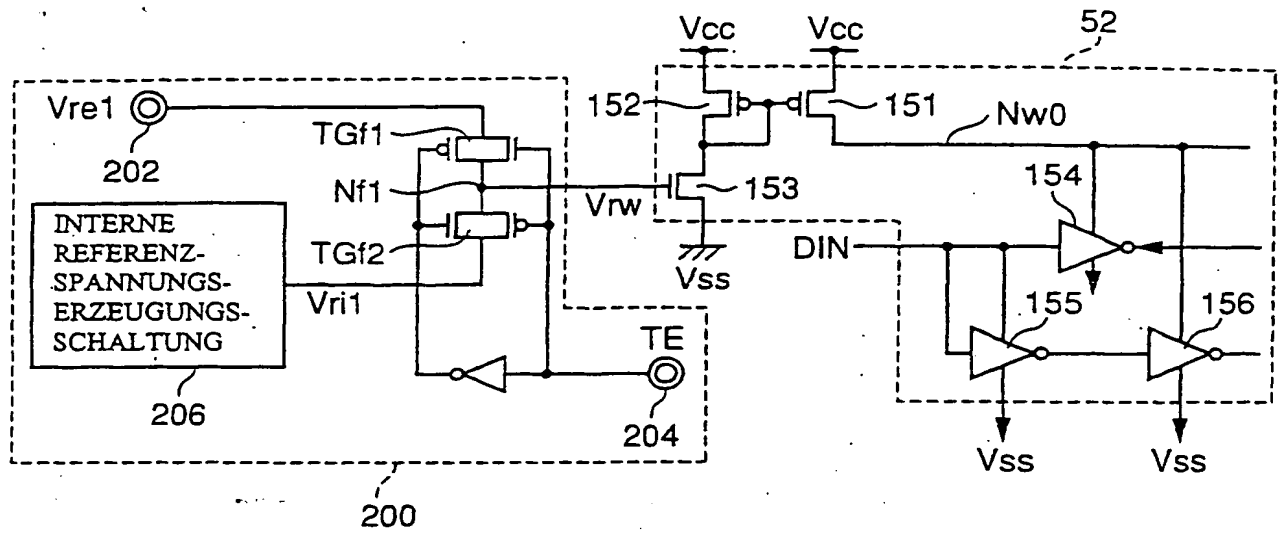 Vcc
Vcc
52
Vre1
152
151
Nw0
TGf1
202
154
Nf1
Vrw
153
INTERNE
REFERENZ-
SPANNUNGS-
ERZEUGUNGS-
SCHALTUNG
TGf2
DIN
Vss
Vri1
155
156
TE
206
204
Vss
Vss
200